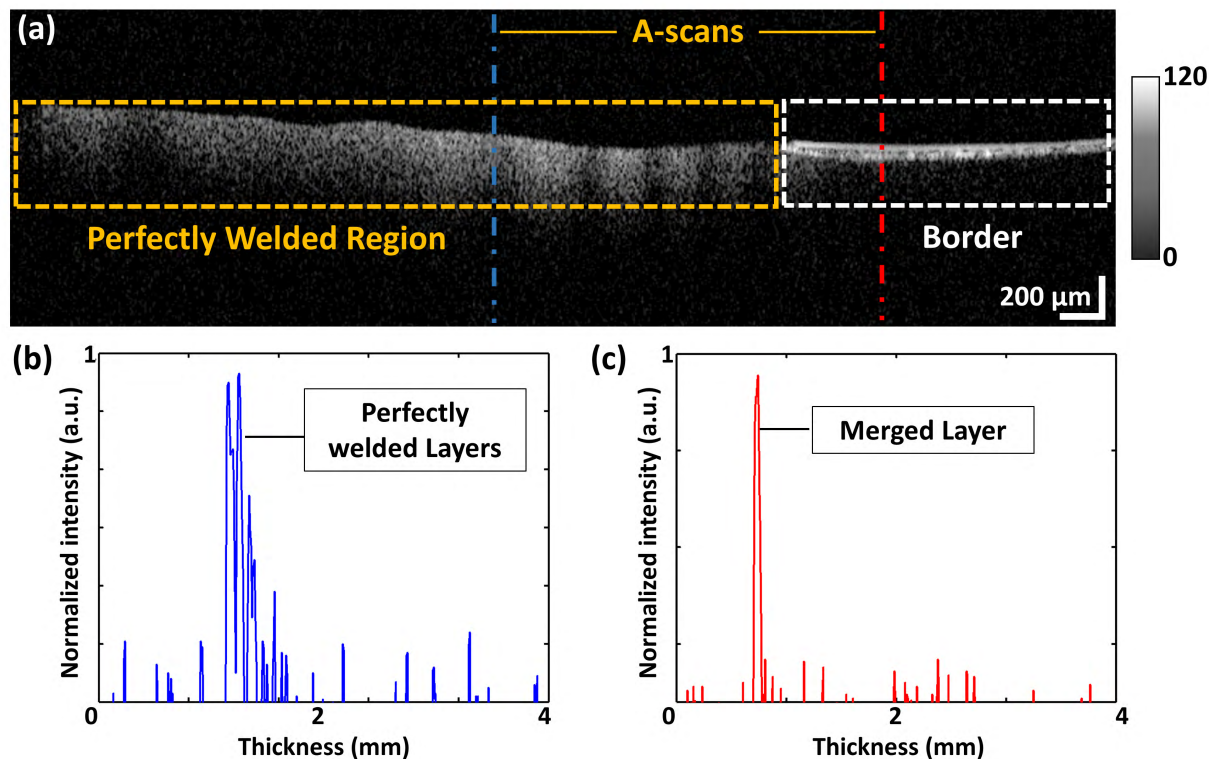 (a)
A-scans
120
Perfectly Welded Region
Border
0
200 µm
(b)
1
Normalized intensity (a.u.)
Perfectly
welded Layers
0
2
4
Thickness (mm)
(c)
1
Normalized intensity (a.u.)
Merged Layer
0
2
4
Thickness (mm)